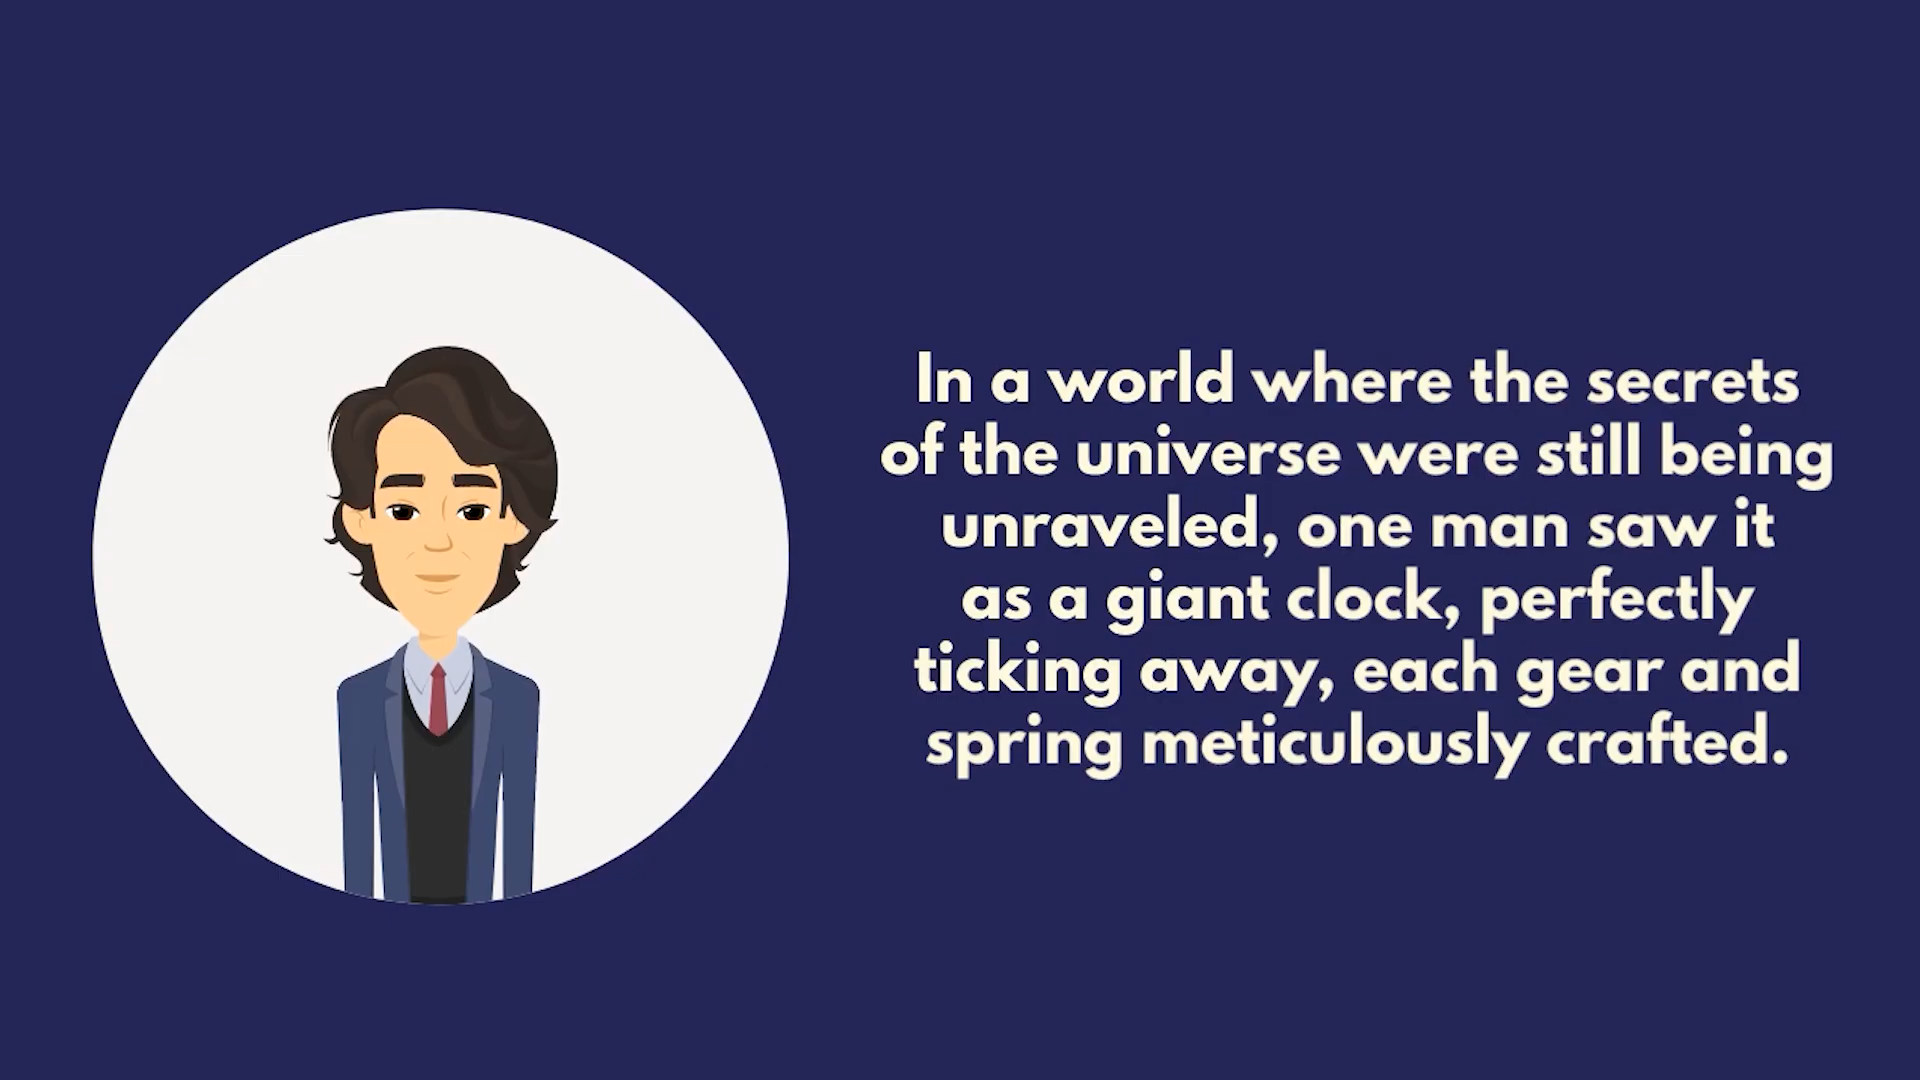 In a world where the secrets
of the universe were still being
unraveled, one man saw it
as a giant clock, perfectly
ticking away, each gear and
spring meticulously crafted.